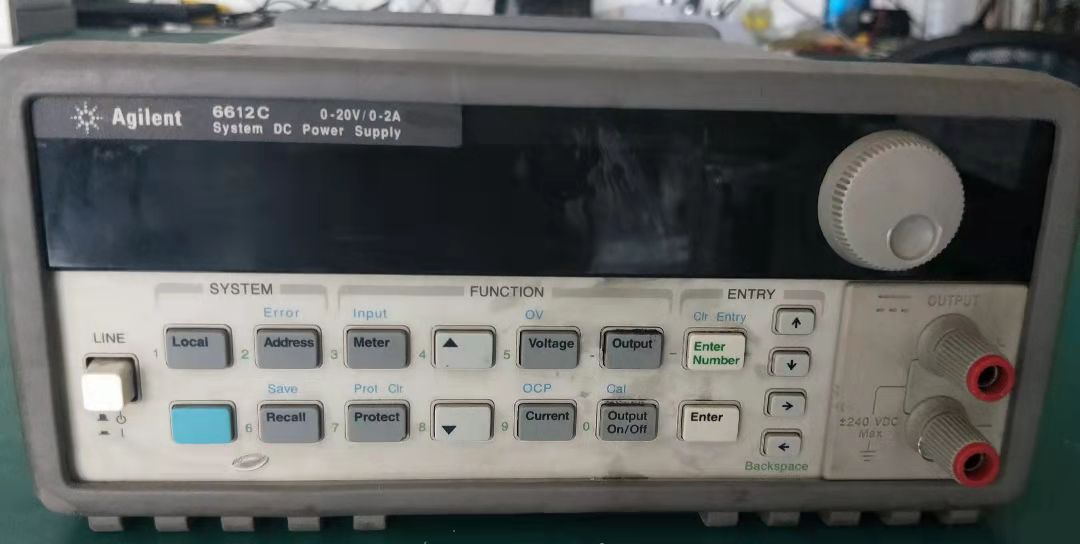 Agilent
6612C 0-20V/0-2A
System DC Power Supply
SYSTEM FUNCTION ENTRY OUTPUT
LINE
Error Input OV Clr Entry
1 Local 2 Address 3 Meter 4 5 Voltage . Output - Enter Number
Save Prot Clr OCP Cal
6 Recall 7 Protect 8 9 Current 0 Output On/Off Enter
±240 VDC
Max
Backspace